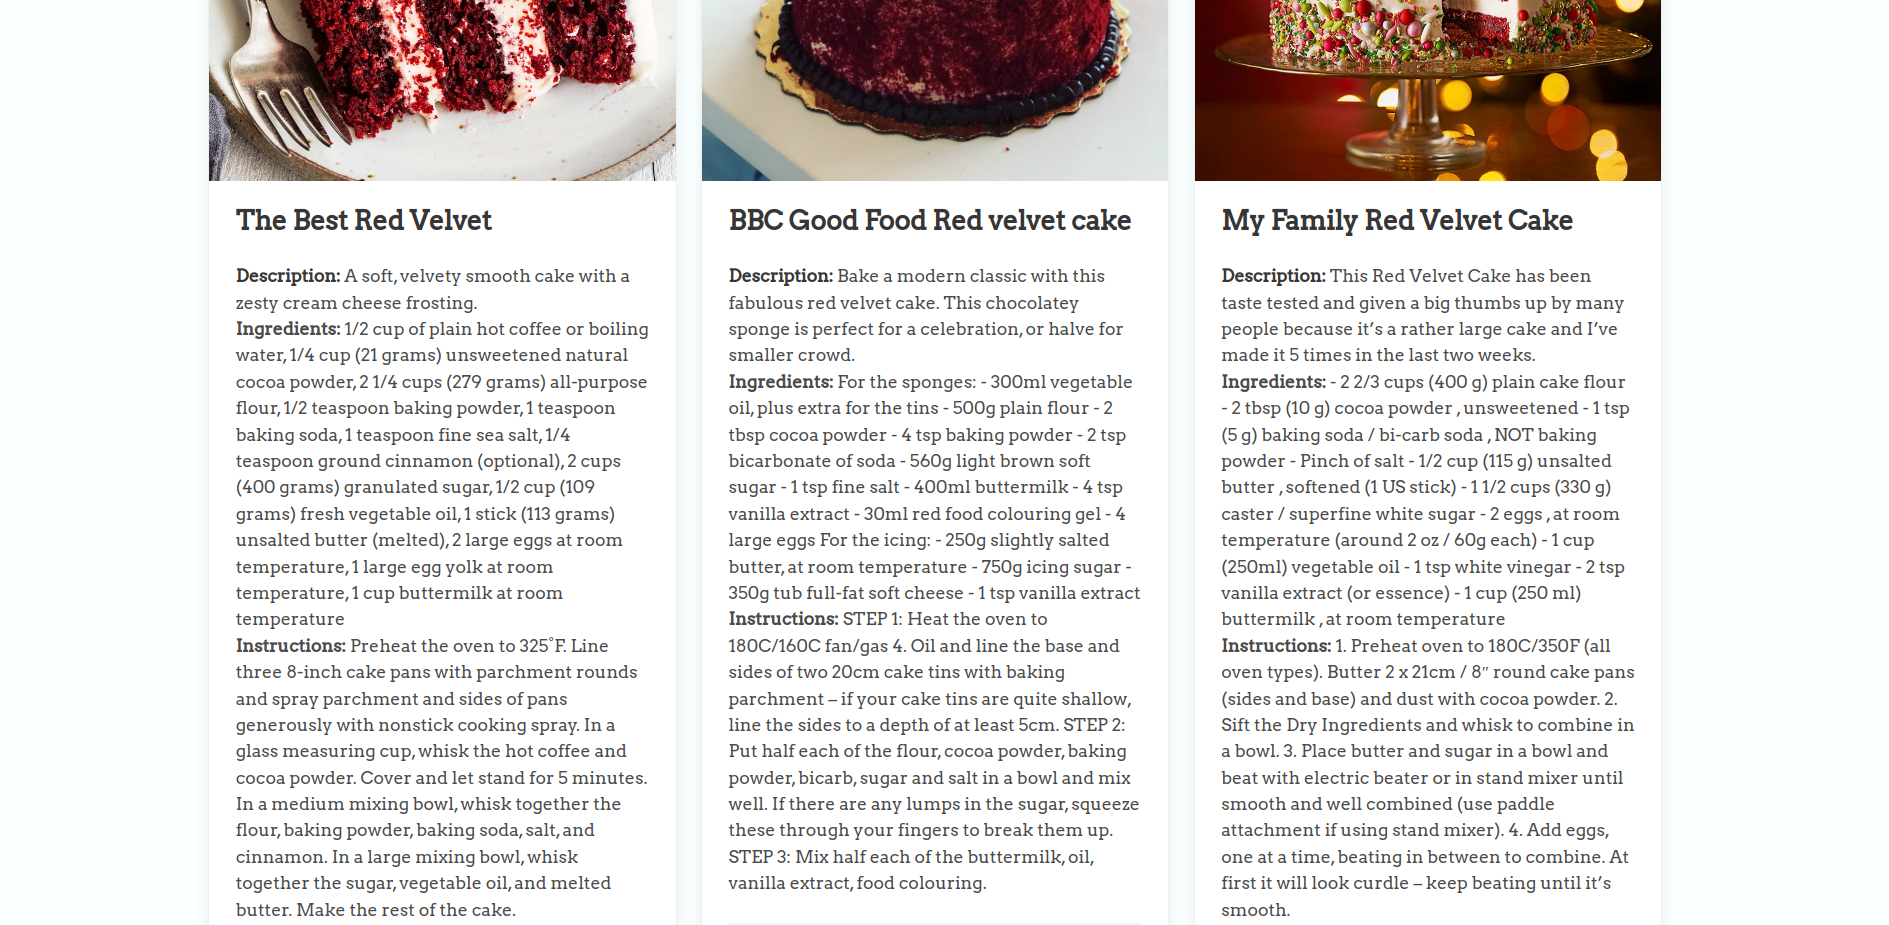 The Best Red Velvet
Description: A soft, velvety smooth cake with a
zesty cream cheese frosting.
Ingredients: 1/2 cup of plain hot coffee or boiling
water, 1/4 cup (21 grams) unsweetened natural
cocoa powder, 2 1/4 cups (279 grams) all-purpose
flour, 1/2 teaspoon baking powder, 1 teaspoon
baking soda, 1 teaspoon fine sea salt, 1/4
teaspoon ground cinnamon (optional), 2 cups
(400 grams) granulated sugar, 1/2 cup (109
grams) fresh vegetable oil, 1 stick (113 grams)
unsalted butter (melted), 2 large eggs at room
temperature, 1 large egg yolk at room
temperature, 1 cup buttermilk at room
temperature
Instructions: Preheat the oven to 325˚F. Line
three 8-inch cake pans with parchment rounds
and spray parchment and sides of pans
generously with nonstick cooking spray. In a
glass measuring cup, whisk the hot coffee and
cocoa powder. Cover and let stand for 5 minutes.
In a medium mixing bowl, whisk together the
flour, baking powder, baking soda, salt, and
cinnamon. In a large mixing bowl, whisk
together the sugar, vegetable oil, and melted
butter. Make the rest of the cake.
BBC Good Food Red velvet cake
Description: Bake a modern classic with this
fabulous red velvet cake. This chocolatey
sponge is perfect for a celebration, or halve for
smaller crowd.
Ingredients: For the sponges: - 300ml vegetable
oil, plus extra for the tins - 500g plain flour - 2
tbsp cocoa powder - 4 tsp baking powder - 2 tsp
bicarbonate of soda - 560g light brown soft
sugar - 1 tsp fine salt - 400ml buttermilk - 4 tsp
vanilla extract - 30ml red food colouring gel - 4
large eggs For the icing: - 250g slightly salted
butter, at room temperature - 750g icing sugar -
350g tub full-fat soft cheese - 1 tsp vanilla extract
Instructions: STEP 1: Heat the oven to
180C/160C fan/gas 4. Oil and line the base and
sides of two 20cm cake tins with baking
parchment – if your cake tins are quite shallow,
line the sides to a depth of at least 5cm. STEP 2:
Put half each of the flour, cocoa powder, baking
powder, bicarb, sugar and salt in a bowl and mix
well. If there are any lumps in the sugar, squeeze
these through your fingers to break them up.
STEP 3: Mix half each of the buttermilk, oil,
vanilla extract, food colouring.
My Family Red Velvet Cake
Description: This Red Velvet Cake has been
taste tested and given a big thumbs up by many
people because it’s a rather large cake and I’ve
made it 5 times in the last two weeks.
Ingredients: - 2 2/3 cups (400 g) plain cake flour
- 2 tbsp (10 g) cocoa powder , unsweetened - 1 tsp
(5 g) baking soda / bi-carb soda , NOT baking
powder - Pinch of salt - 1/2 cup (115 g) unsalted
butter , softened (1 US stick) - 1 1/2 cups (330 g)
caster / superfine white sugar - 2 eggs , at room
temperature (around 2 oz / 60g each) - 1 cup
(250ml) vegetable oil - 1 tsp white vinegar - 2 tsp
vanilla extract (or essence) - 1 cup (250 ml)
buttermilk , at room temperature
Instructions: 1. Preheat oven to 180C/350F (all
oven types). Butter 2 x 21cm / 8″ round cake pans
(sides and base) and dust with cocoa powder. 2.
Sift the Dry Ingredients and whisk to combine in
a bowl. 3. Place butter and sugar in a bowl and
beat with electric beater or in stand mixer until
smooth and well combined (use paddle
attachment if using stand mixer). 4. Add eggs,
one at a time, beating in between to combine. At
first it will look curdle – keep beating until it’s
smooth.